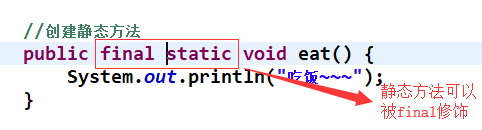 //创建静态方法
public final static void eat() {
System.out.println("吃饭~~~");
}
静态方法可以
被final修饰